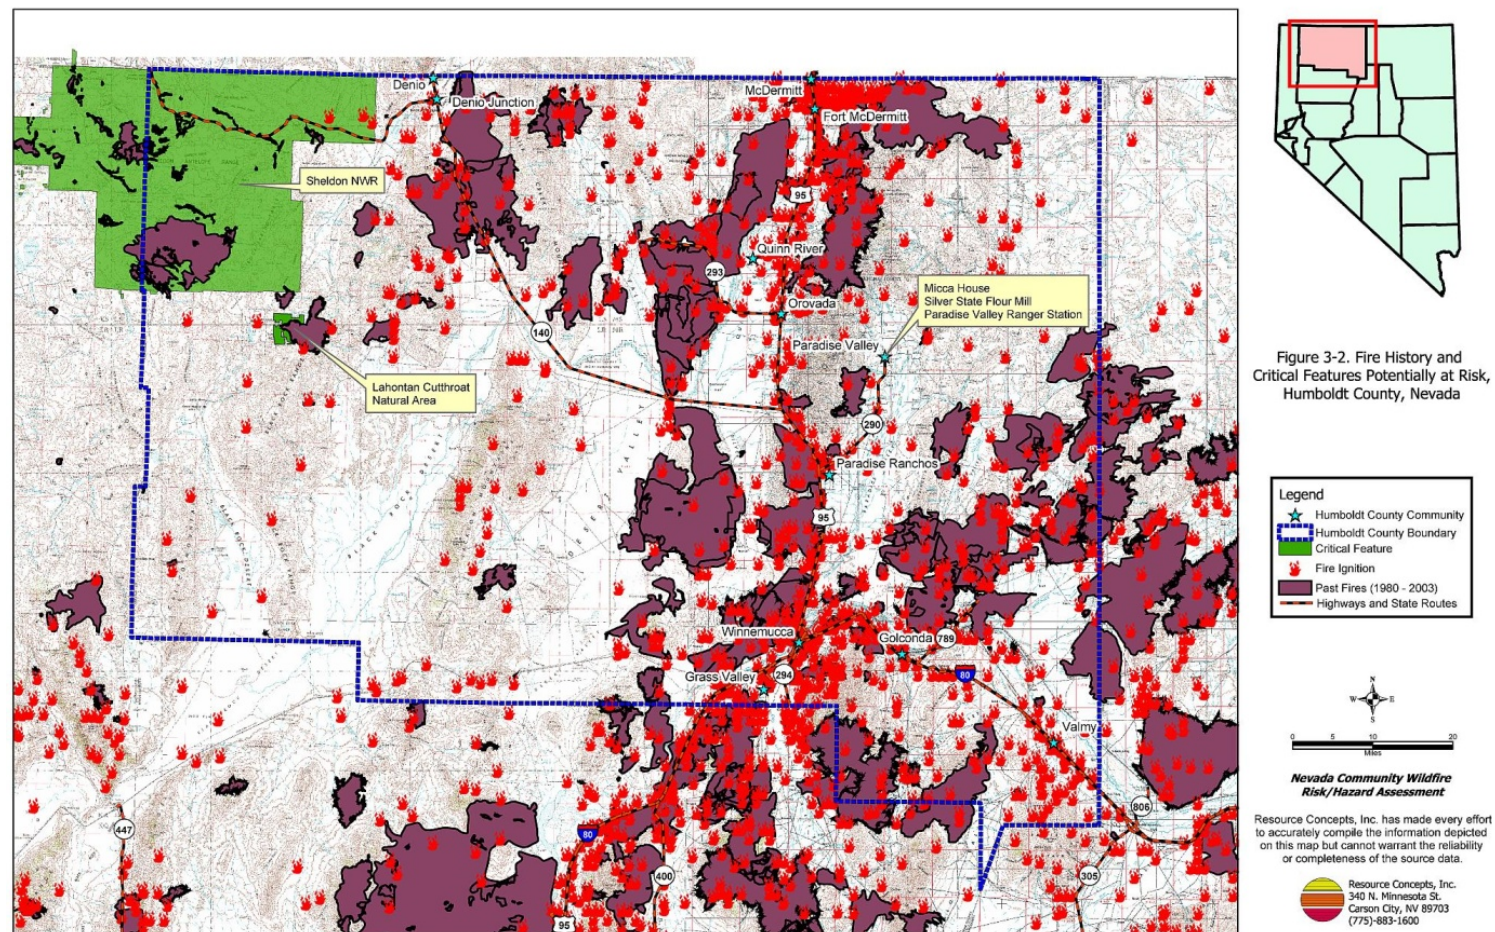 Denio
Denio Junction
McDermitt
Fort McDermitt
Sheldon NWR
95
Quinn River
293
Micca House
Silver State Flour Mill
Paradise Valley Ranger Station
Orovada
140
Paradise Valley
Lahontan Cutthroat
Natural Area
290
Paradise Ranchos
95
Winnemucca
Golconda
789
Grass Valley
294
80
Valmy
806
447
80
400
305
95
Figure 3-2. Fire History and
Critical Features Potentially at Risk,
Humboldt County, Nevada
Legend
Humboldt County Community
Humboldt County Boundary
Critical Feature
Fire Ignition
Past Fires (1980 - 2003)
Highways and State Routes
N
W E
S
0 5 10 20
Miles
Nevada Community Wildfire
Risk/Hazard Assessment
Resource Concepts, Inc. has made every effort
to accurately compile the information depicted
on this map but cannot warrant the reliability
or completeness of the source data.
Resource Concepts, Inc.
340 N. Minnesota St.
Carson City, NV 89703
(775)-883-1600